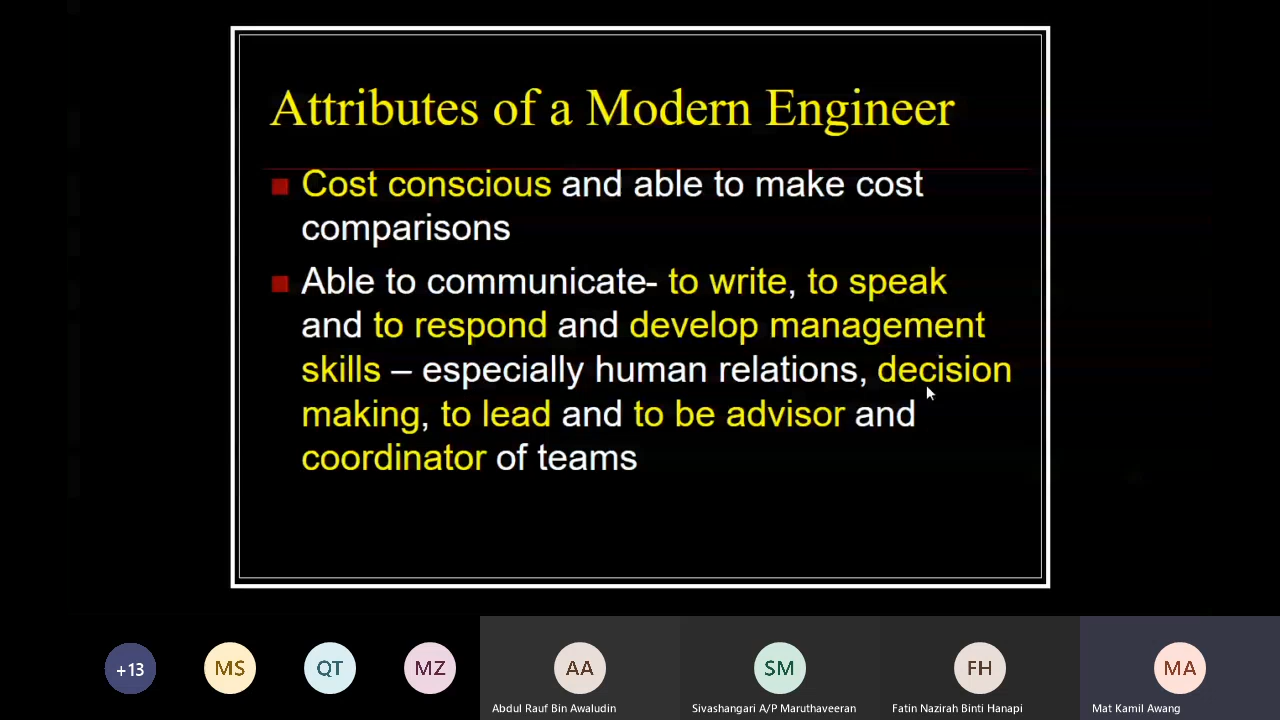 Attributes of a Modern Engineer
Cost conscious and able to make cost
comparisons
Able to communicate- to write, to speak
and to respond and develop management
skills – especially human relations, decision
making, to lead and to be advisor and
coordinator of teams
+13
MS
QT
MZ
AA
SM
FH
MA
Abdul Rauf Bin Awaludin
Sivashangari A/P Maruthaveeran
Fatin Nazirah Binti Hanapi
Mat Kamil Awang